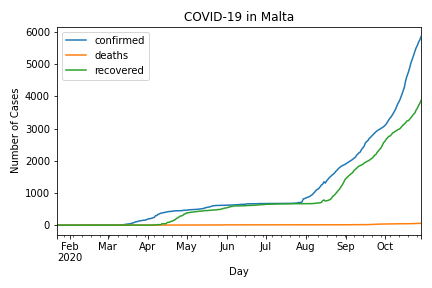 COVID-19 in Malta
6000
5000
4000
3000
2000
1000
0
Number of Cases
confirmed
deaths
recovered
Feb Mar Apr May Jun Jul Aug Sep Oct
2020
Day